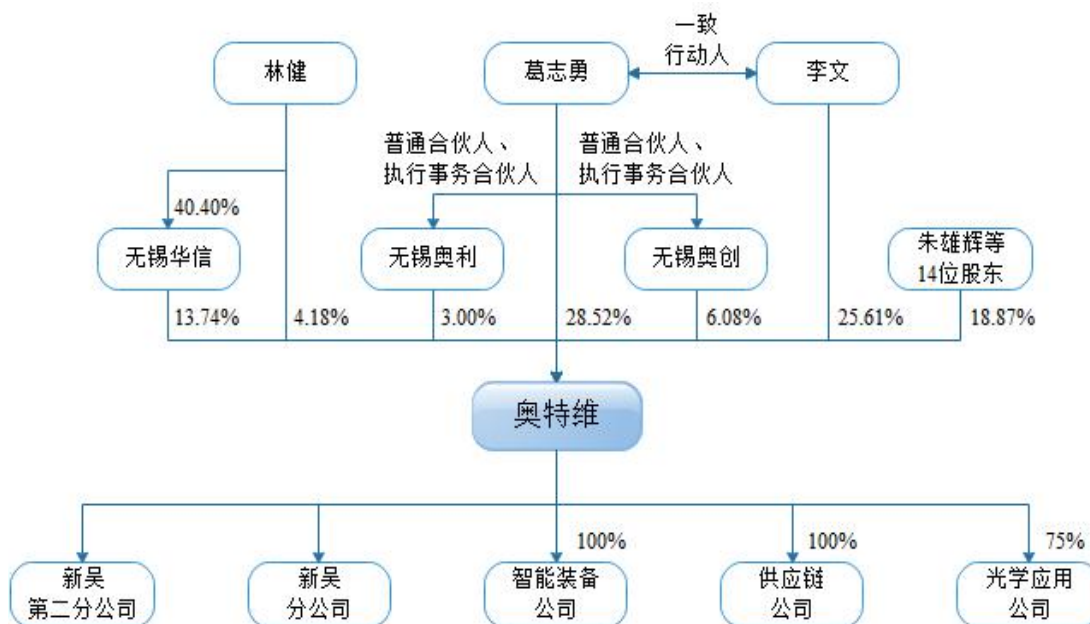 一致
行动人
林健
葛志勇
李文
普通合伙人、
执行事务合伙人
普通合伙人、
执行事务合伙人
40.40%
无锡华信
无锡奥利
无锡奥创
朱雄辉等
14位股东
13.74%
4.18%
3.00%
28.52%
6.08%
25.61%
18.87%
奥特维
100%
100%
75%
新吴
第二分公司
新吴
分公司
智能装备
公司
供应链
公司
光学应用
公司